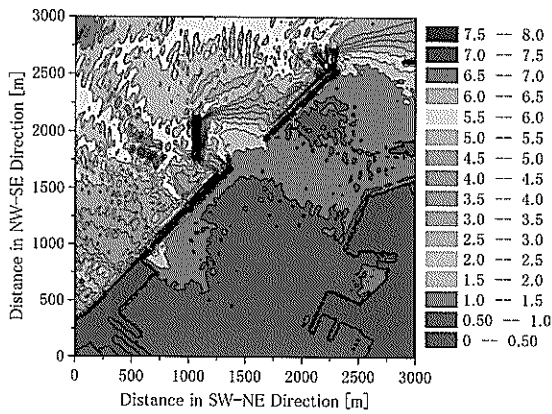 3000
2500
2000
1500
1000
500
0
Distance in NW-SE Direction [m]
0 500 1000 1500 2000 2500 3000
Distance in SW-NE Direction [m]
7.5 — 8.0
7.0 — 7.5
6.5 — 7.0
6.0 — 6.5
5.5 — 6.0
5.0 — 5.5
4.5 — 5.0
4.0 — 4.5
3.5 — 4.0
3.0 — 3.5
2.5 — 3.0
2.0 — 2.5
1.5 — 2.0
1.0 — 1.5
0.50 — 1.0
0 — 0.50